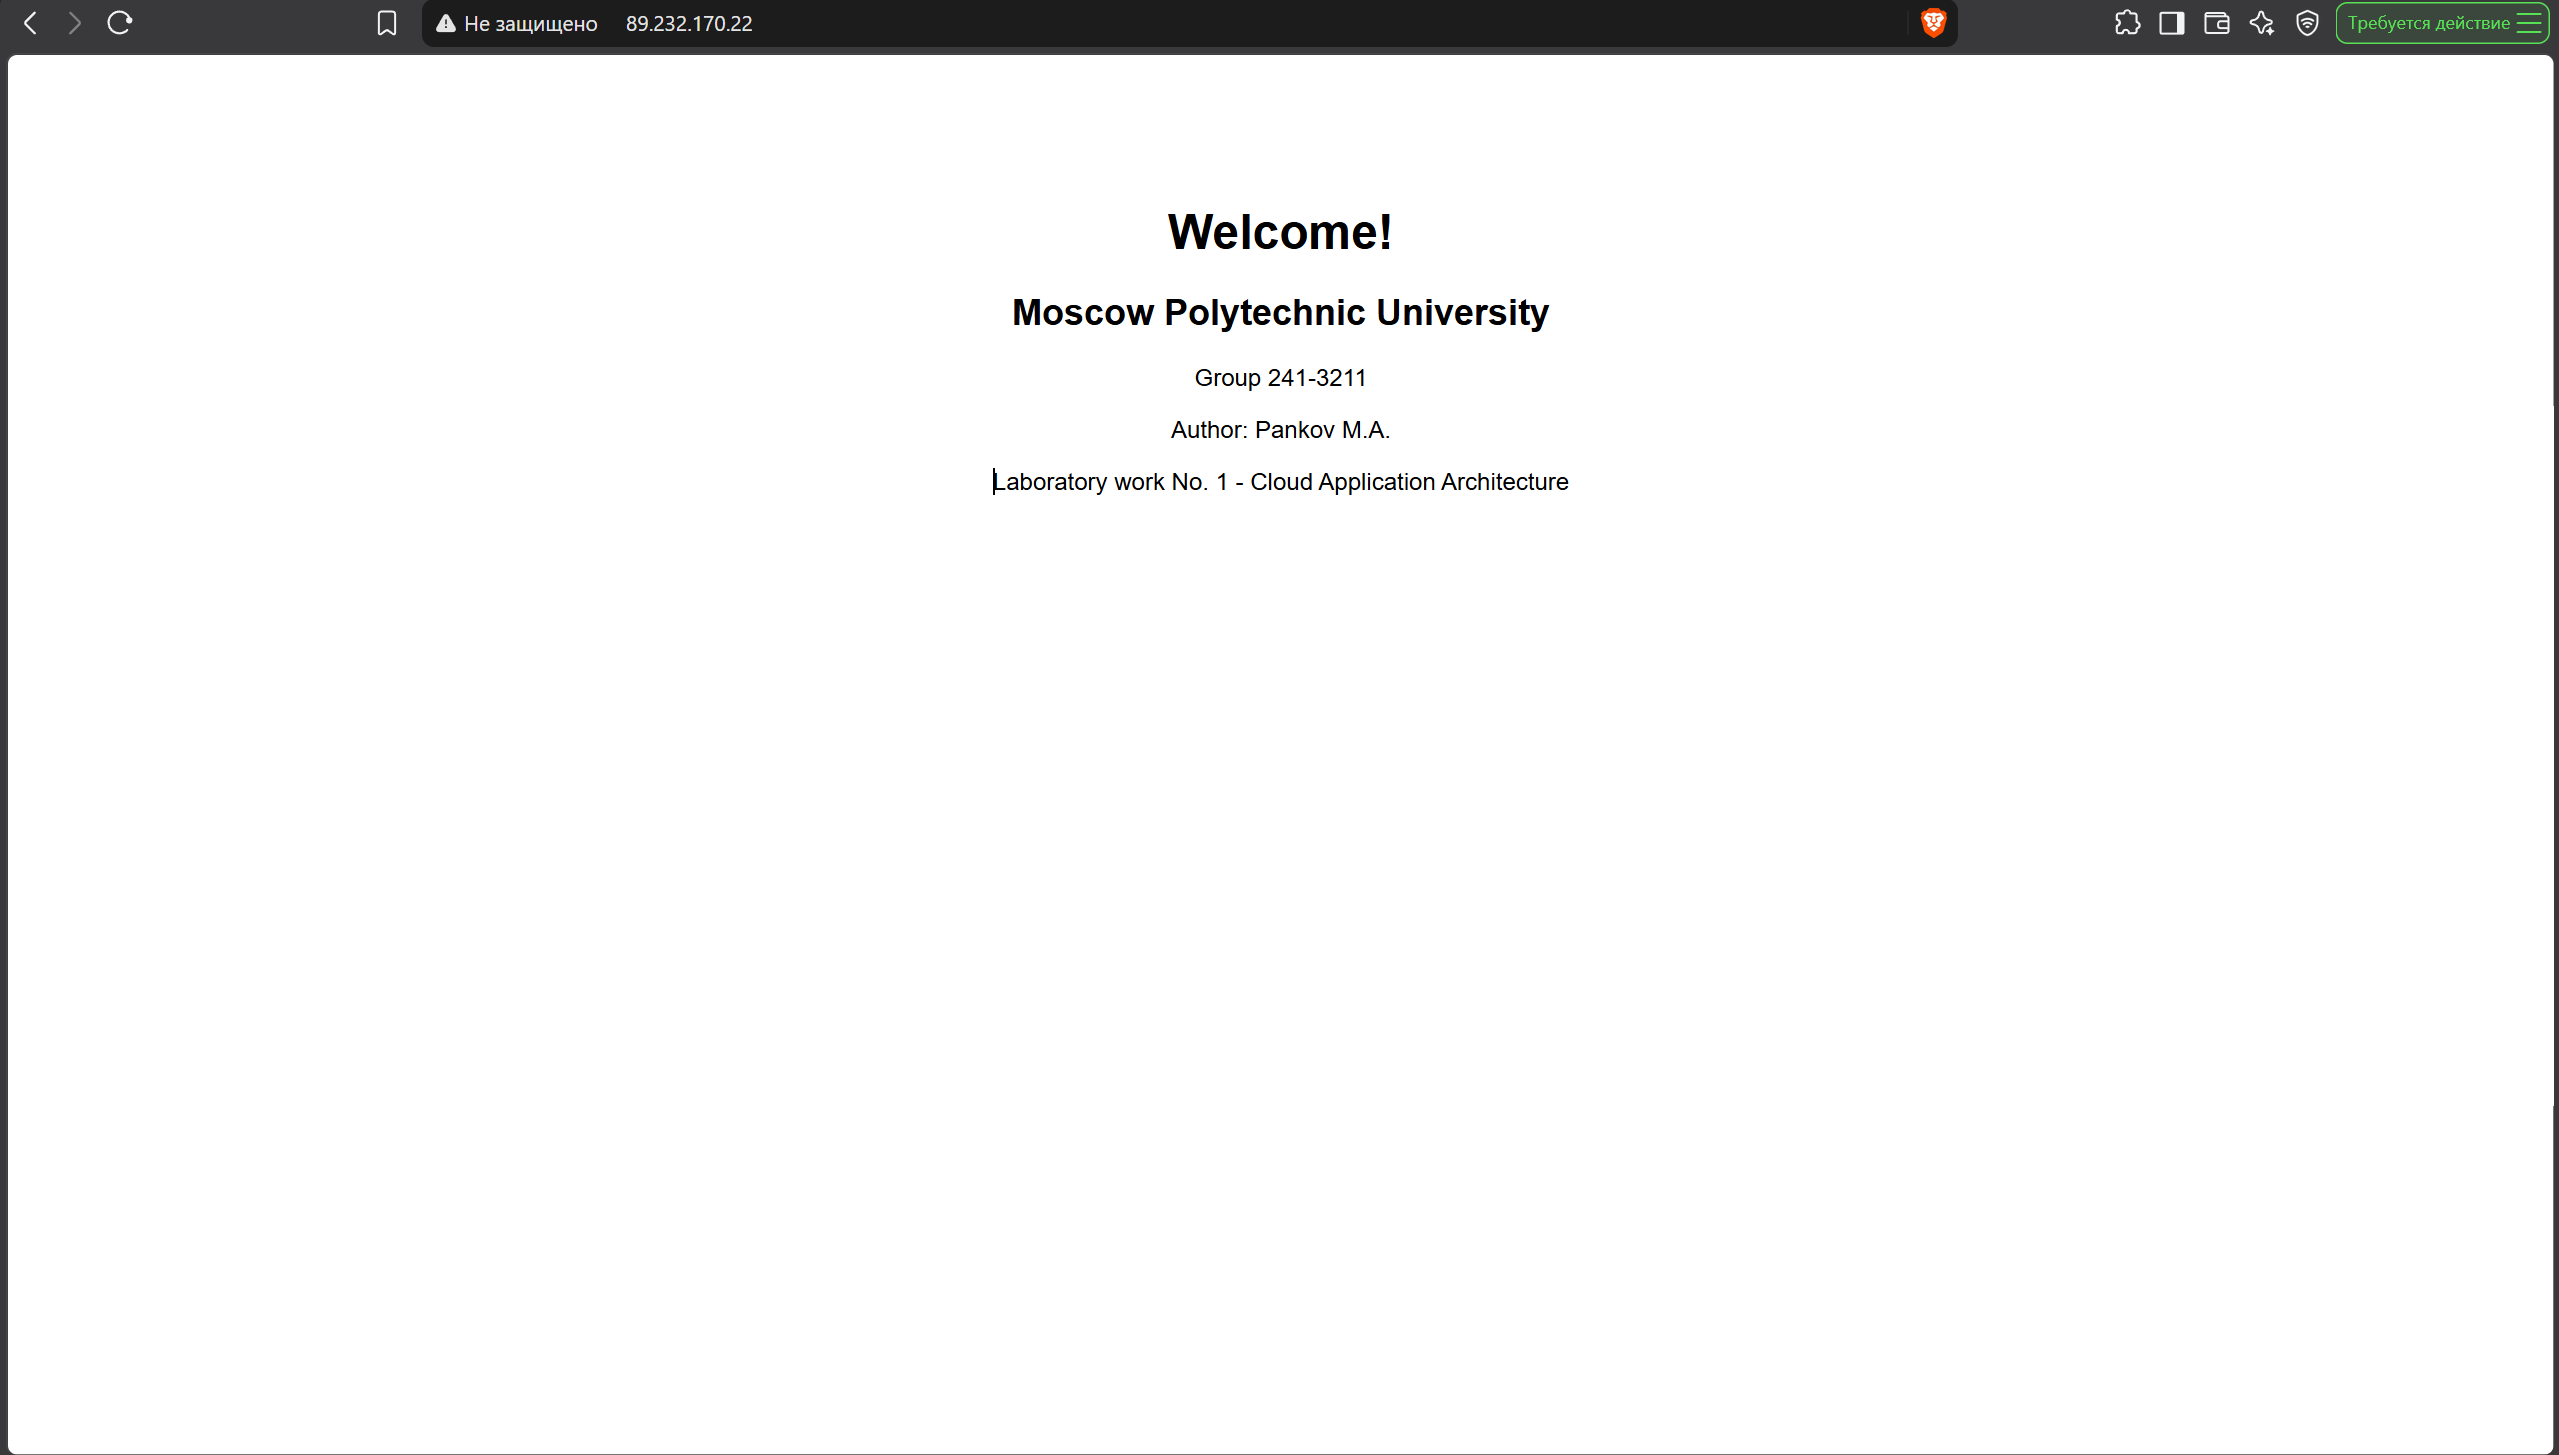 Не защищено 89.232.170.22
Требуется действие
Welcome!
Moscow Polytechnic University
Group 241-3211
Author: Pankov M.A.
Laboratory work No. 1 - Cloud Application Architecture